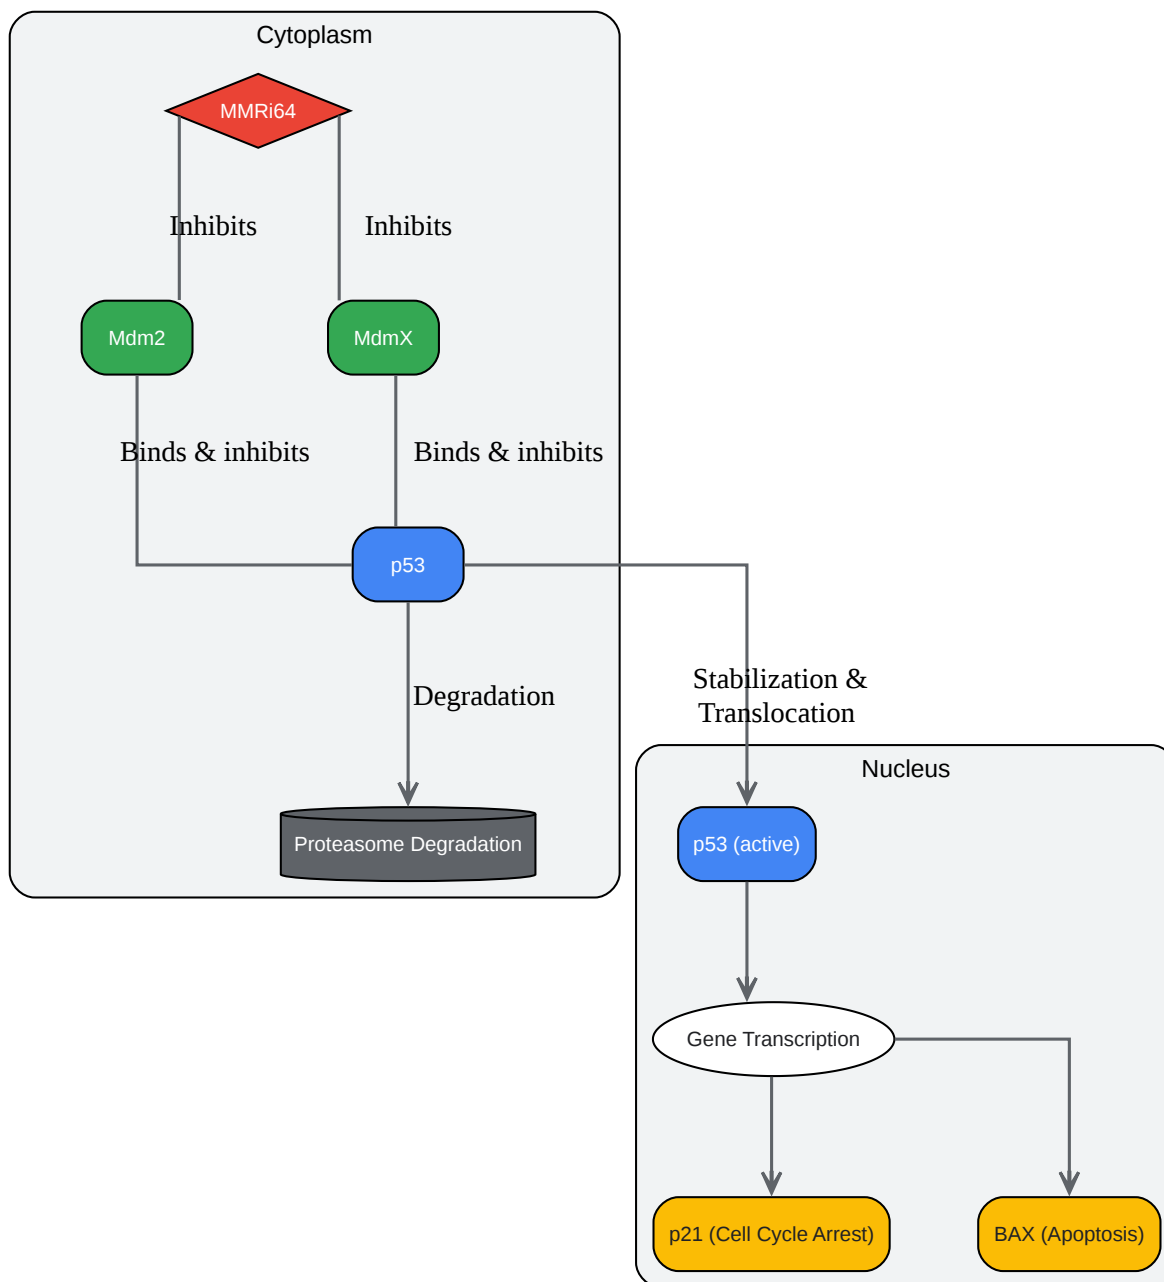 Cytoplasm
MMRi64
Inhibits
Inhibits
Mdm2
MdmX
Binds & inhibits
Binds & inhibits
p53
Stabilization &
Translocation
Degradation
Nucleus
Proteasome Degradation
p53 (active)
Gene Transcription
p21 (Cell Cycle Arrest)
BAX (Apoptosis)